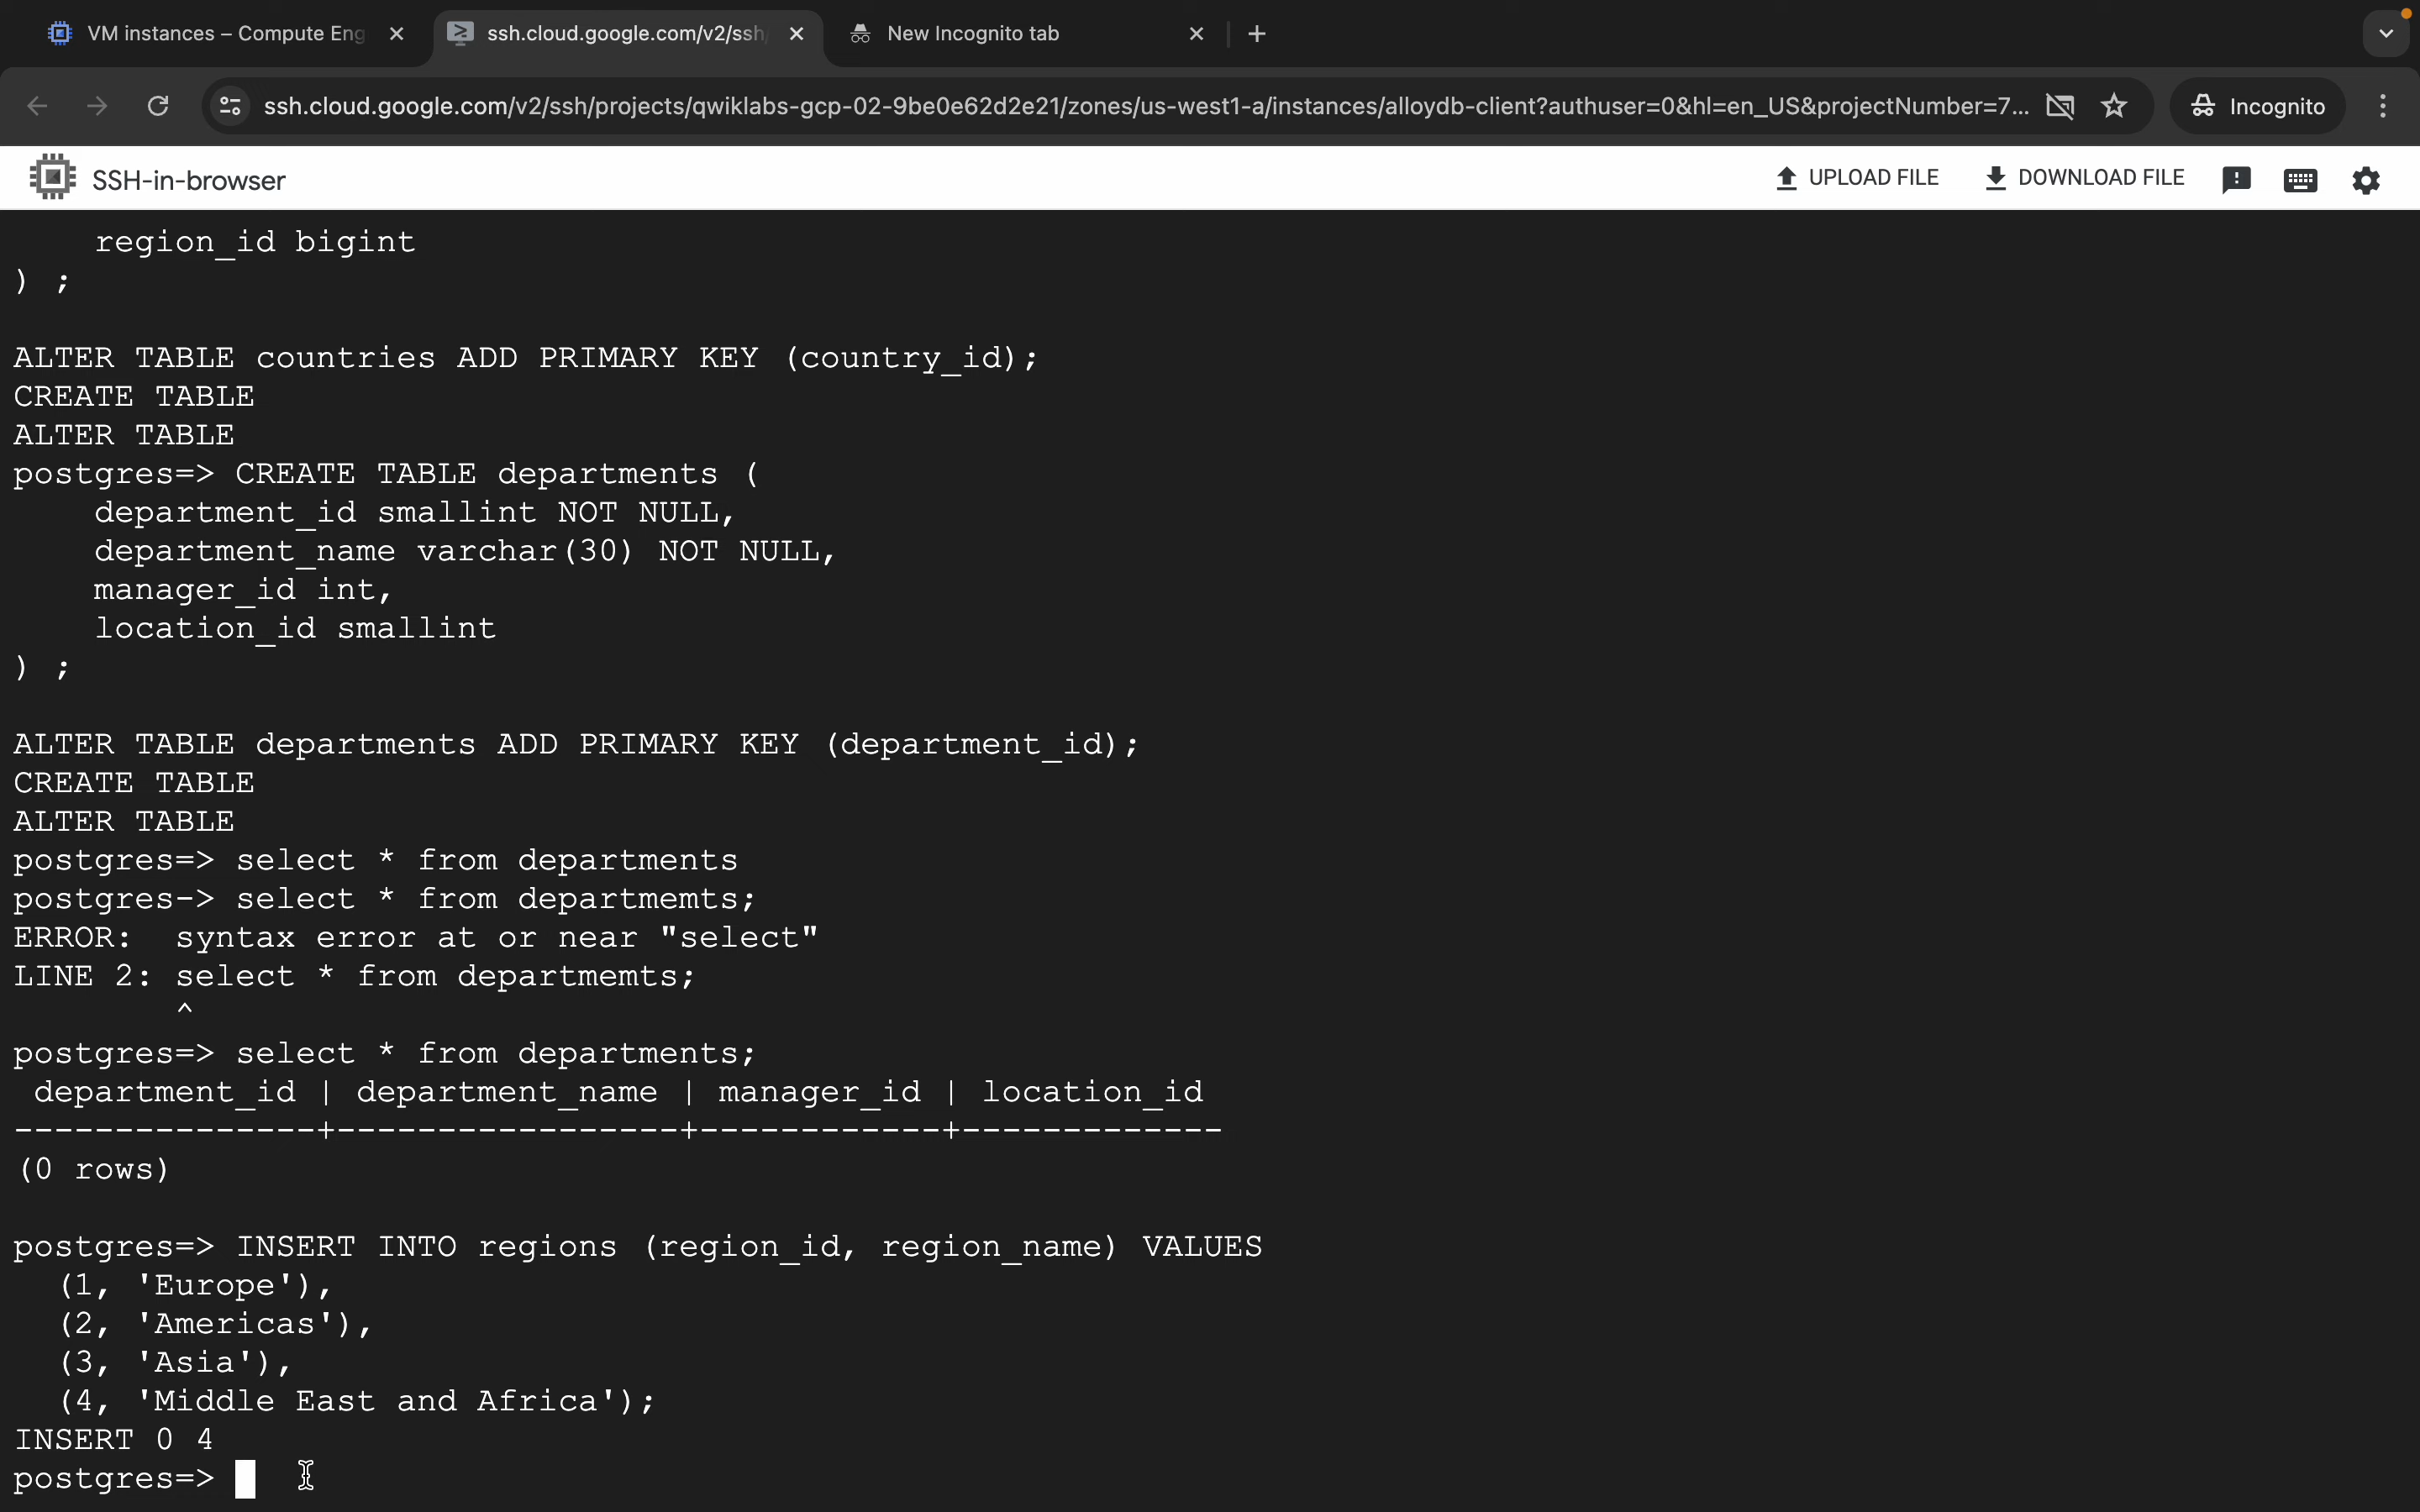 VM instances – Compute Eng
ssh.cloud.google.com/v2/ssh/
New Incognito tab
ssh.cloud.google.com/v2/ssh/projects/qwiklabs-gcp-02-9be0e62d2e21/zones/us-west1-a/instances/alloydb-client?authuser=0&hl=en_US&projectNumber=7...
Incognito
SSH-in-browser
UPLOAD FILE
DOWNLOAD FILE
region_id bigint
) ;
ALTER TABLE countries ADD PRIMARY KEY (country_id);
CREATE TABLE
ALTER TABLE
postgres=> CREATE TABLE departments (
department_id smallint NOT NULL,
department_name varchar(30) NOT NULL,
manager_id int,
location_id smallint
) ;
ALTER TABLE departments ADD PRIMARY KEY (department_id);
CREATE TABLE
ALTER TABLE
postgres=> select * from departments
postgres-> select * from departmemts;
ERROR:  syntax error at or near "select"
LINE 2: select * from departmemts;
^
postgres=> select * from departments;
department_id | department_name | manager_id | location_id
---------------+-----------------+------------+-------------
(0 rows)
postgres=> INSERT INTO regions (region_id, region_name) VALUES
(1, 'Europe'),
(2, 'Americas'),
(3, 'Asia'),
(4, 'Middle East and Africa');
INSERT 0 4
postgres=>